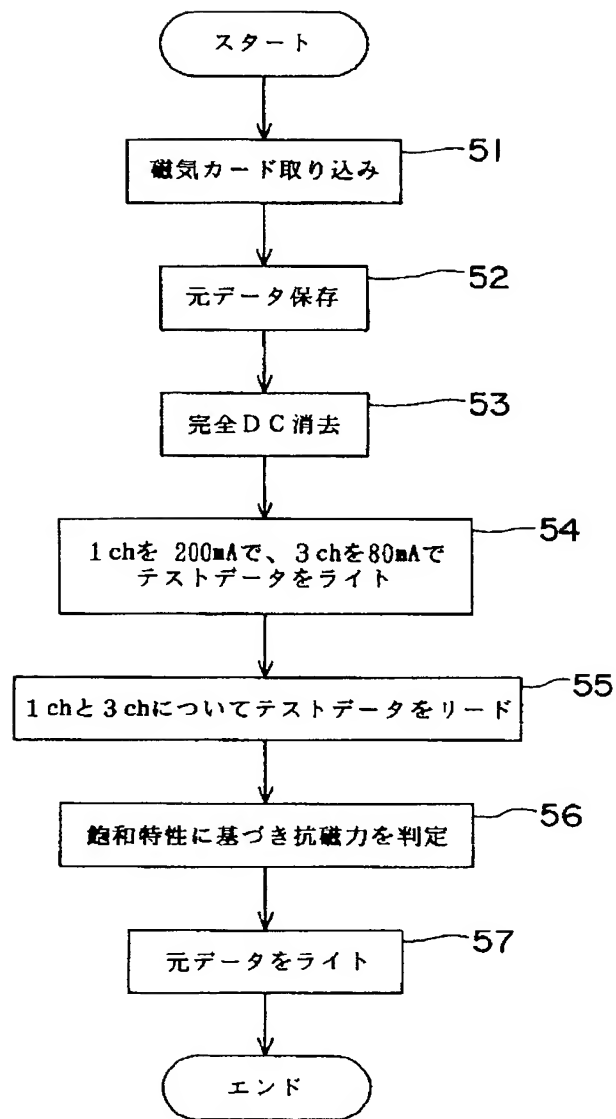 スタート
磁気カード取り込み
51
元データ保存
52
完全DC消去
53
1chを 200mAで、3chを80mAで
テストデータをライト
54
1chと3chについてテストデータをリード
55
飽和特性に基づき抗磁力を判定
56
元データをライト
57
エンド